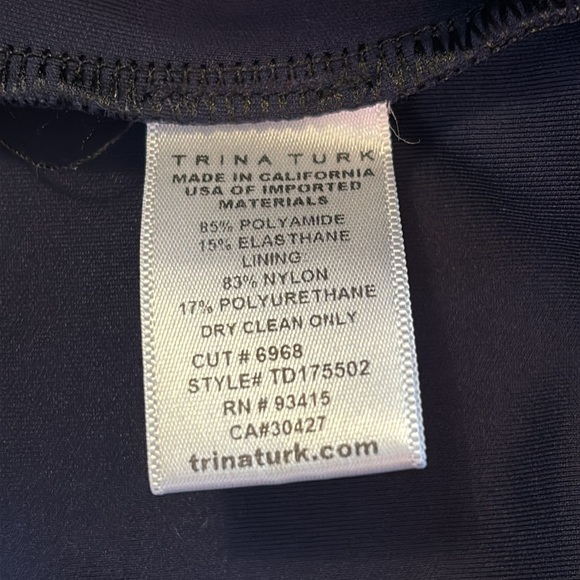 TRINA TURK
MADE IN CALIFORNIA
USA OF IMPORTED
MATERIALS
85% POLYAMIDE
15% ELASTHANE
LINING
83% NYLON
17% POLYURETHANE
DRY CLEAN ONLY
CUT # 6968
STYLE# TD175502
RN # 93415
CA#30427
trinaturk.com